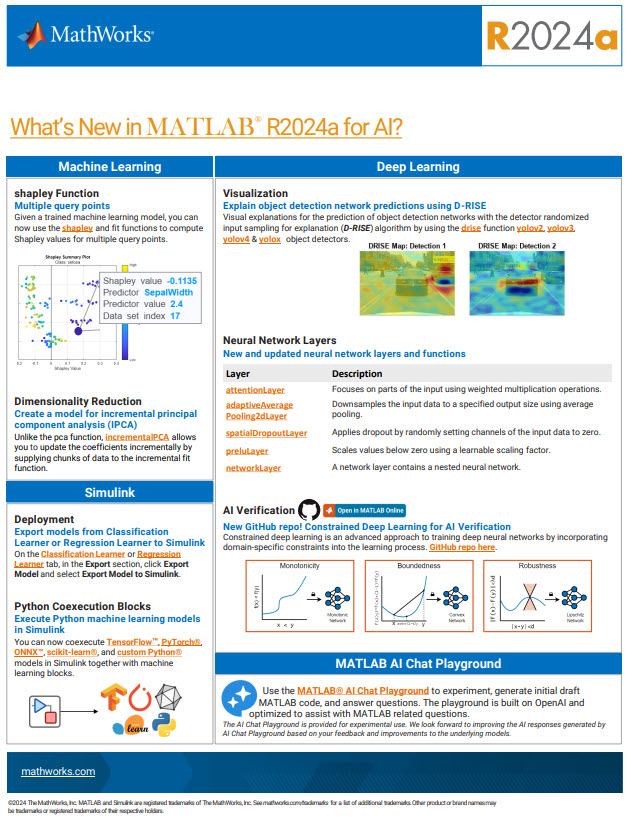 MathWorks®
R2024a
What's New in MATLAB® R2024a for AI?
Machine Learning
shapley Function
Multiple query points
Given a trained machine learning model, you can
now use the shapley and fit functions to compute
Shapley values for multiple query points.
Shapley Summary Plot
Class: setosa
Shapley value -0.1135
Predictor SepalWidth
Predictor value 2.4
Data set index 17
-0.2 -0.1 0 0.1 0.2 0.3 0.4
Shapley Value
Dimensionality Reduction
Create a model for incremental principal
component analysis (IPCA)
Unlike the pca function, incrementalPCA allows
you to update the coefficients incrementally by
supplying chunks of data to the incremental fit
function.
Simulink
Deployment
Export models from Classification
Learner or Regression Learner to Simulink
On the Classification Learner or Regression
Learner tab, in the Export section, click Export
Model and select Export Model to Simulink.
Python Coexecution Blocks
Execute Python machine learning models
in Simulink
You can now coexecute TensorFlow™, PyTorch®,
ONNX™, scikit-learn®, and custom Python®
models in Simulink together with machine
learning blocks.
learn
Deep Learning
Visualization
Explain object detection network predictions using D-RISE
Visual explanations for the prediction of object detection networks with the detector randomized
input sampling for explanation (D-RISE) algorithm by using the drise function yolov2, yolov3,
yolov4 & yolox object detectors.
DRISE Map: Detection 1
DRISE Map: Detection 2
Neural Network Layers
New and updated neural network layers and functions
Layer Description
attentionLayer Focuses on parts of the input using weighted multiplication operations.
adaptiveAverage Downsamples the input data to a specified output size using average
Pooling2dLayer pooling.
spatialDropoutLayer Applies dropout by randomly setting channels of the input data to zero.
preluLayer Scales values below zero using a learnable scaling factor.
networkLayer A network layer contains a nested neural network.
AI Verification Open in MATLAB Online
New GitHub repo! Constrained Deep Learning for AI Verification
Constrained deep learning is an advanced approach to training deep neural networks by incorporating
domain-specific constraints into the learning process. GitHub repo here.
Monotonicity
x < y
Monotonic
Network
Boundedness
Convex
Network
Robustness
|x-y|<d
Lipschitz
Network
MATLAB AI Chat Playground
Use the MATLAB® AI Chat Playground to experiment, generate initial draft
MATLAB code, and answer questions. The playground is built on OpenAI and
optimized to assist with MATLAB related questions.
The AI Chat Playground is provided for experimental use. We look forward to improving the AI responses generated by
AI Chat Playground based on your feedback and improvements to the underlying models.
mathworks.com
©2024 The MathWorks, Inc. MATLAB and Simulink are registered trademarks of The MathWorks, Inc. See mathworks.com/trademarks for a list of additional trademarks. Other product or brand names may
be trademarks or registered trademarks of their respective holders.